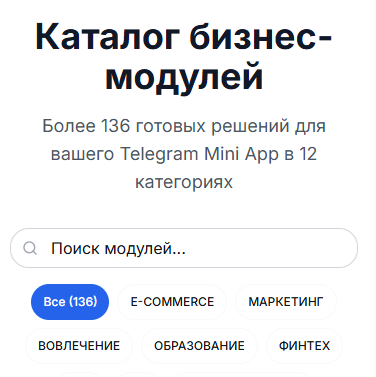 Каталог бизнес-
модулей
Более 136 готовых решений для
вашего Telegram Mini App в 12
категориях
Поиск модулей...
Все (136)
E-COMMERCE
МАРКЕТИНГ
ВОВЛЕЧЕНИЕ
ОБРАЗОВАНИЕ
ФИНТЕХ